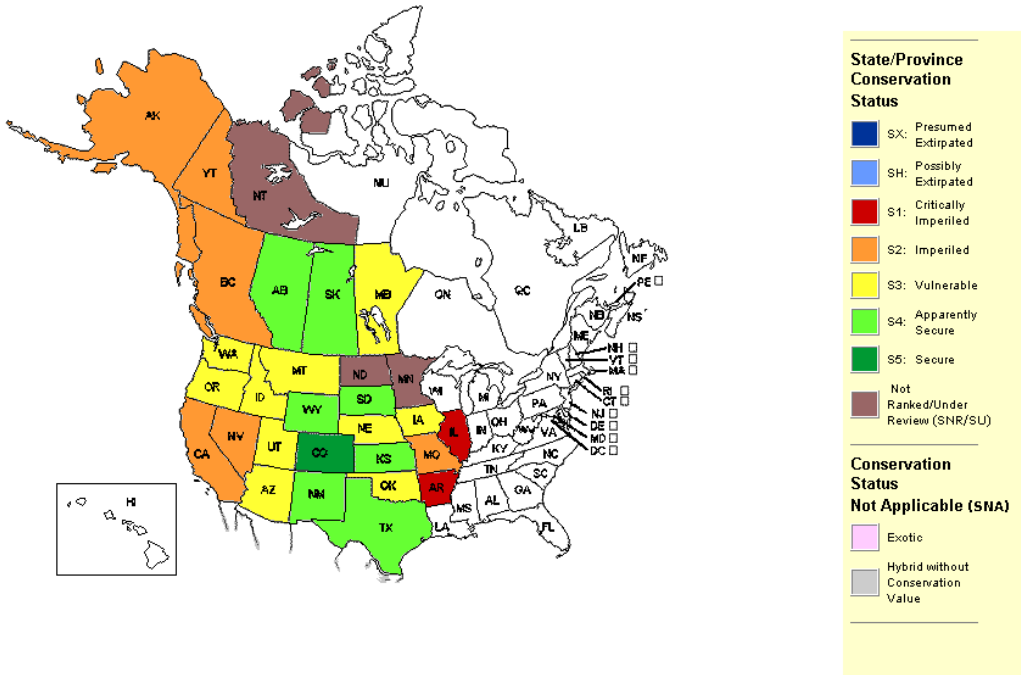 AK
YT
NT
NU
BC
AB
SK
MB
ON
QC
LB
NF
PE
NB
NS
ME
NH
VT
MA
NY
RI
CT
NJ
DE
MD
DC
WA
MT
ND
MN
WI
MI
PA
OR
ID
WY
SD
IA
NE
IL
IN
OH
WV
VA
NV
UT
CO
KS
MO
KY
CA
NC
TN
AZ
NM
OK
AR
SC
MS
AL
GA
TX
LA
FL
HI
State/Province
Conservation
Status
SX: Presumed
Extirpated
SH: Possibly
Extirpated
S1: Critically
Imperiled
S2: Imperiled
S3: Vulnerable
S4: Apparently
Secure
S5: Secure
Not
Ranked/Under
Review (SNR/SU)
Conservation
Status
Not Applicable (SNA)
Exotic
Hybrid without
Conservation
Value